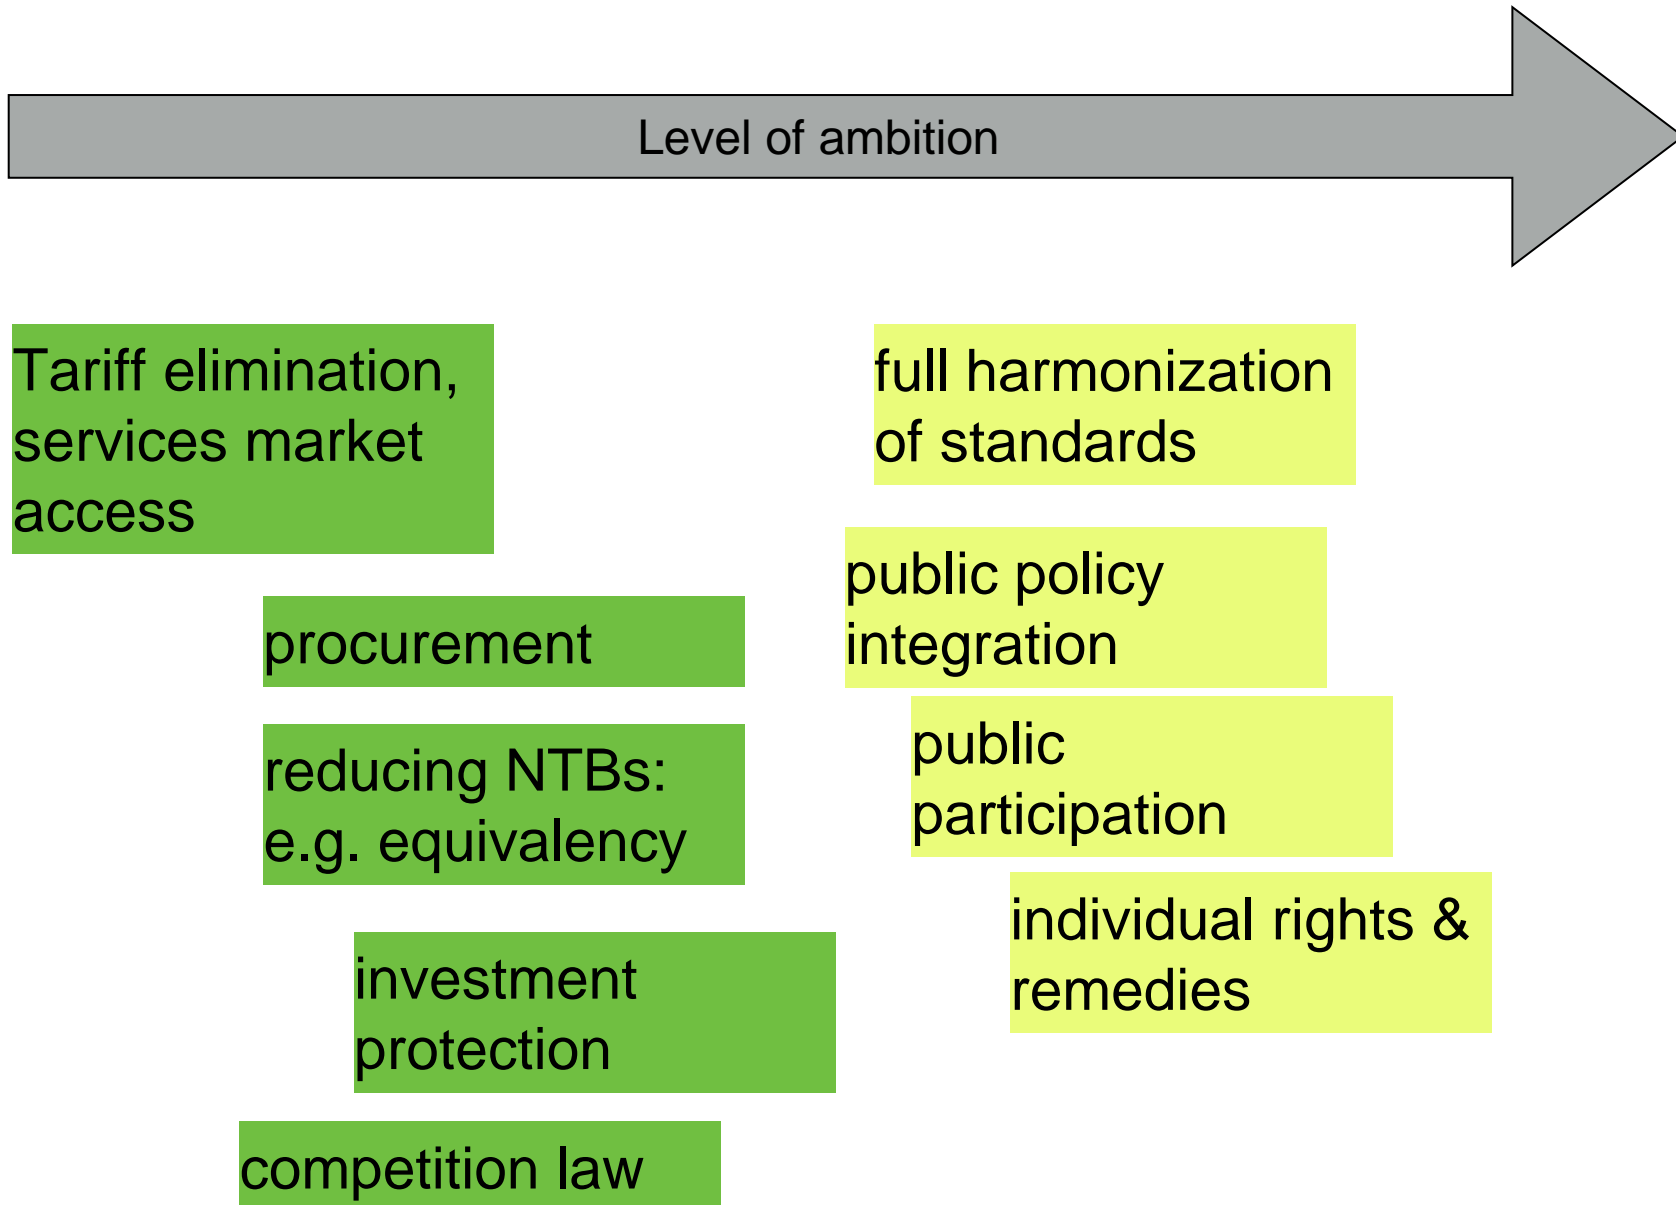 Level of ambition
Tariff elimination,
services market
access
procurement
reducing NTBs:
e.g. equivalency
investment
protection
competition law
full harmonization
of standards
public policy
integration
public
participation
individual rights &
remedies